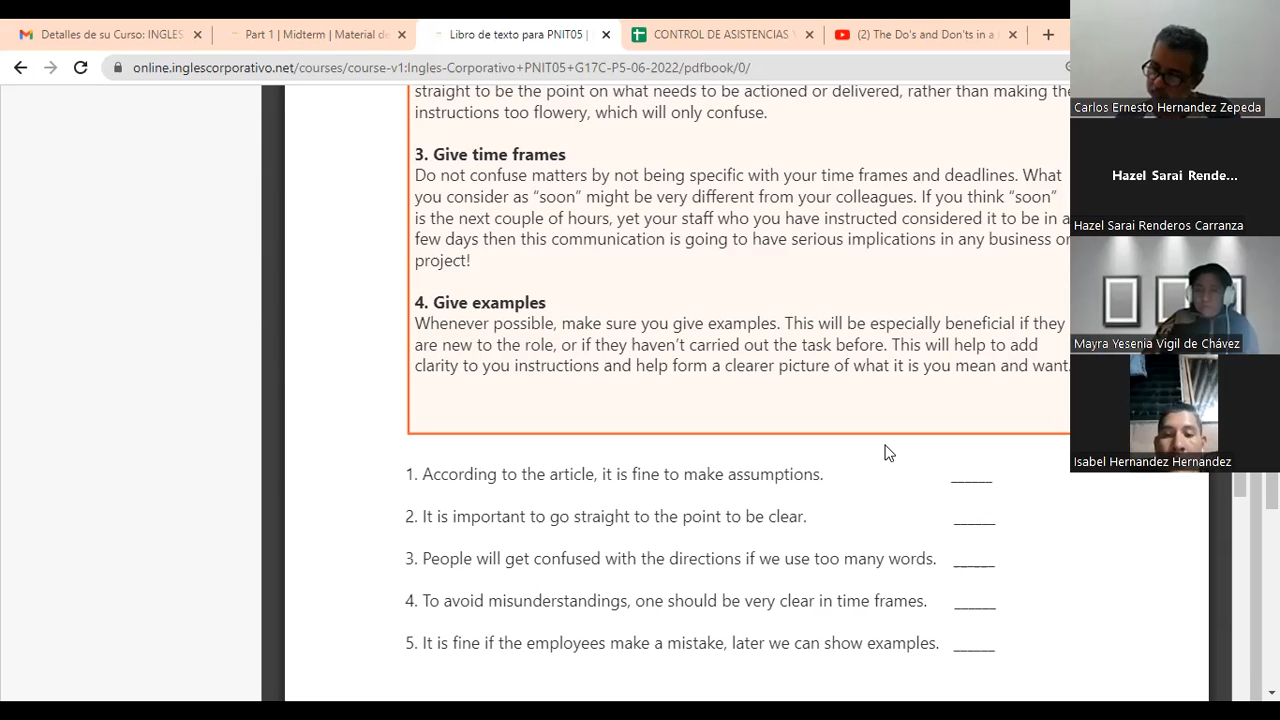 Detalles de su Curso: INGLES
Part 1 | Midterm | Material de
Libro de texto para PNIT05 |
CONTROL DE ASISTENCIAS
(2) The Do's and Don'ts in a
online.inglescorporativo.net/courses/course-v1:Ingles-Corporativo+PNIT05+G17C-P5-06-2022/pdfbook/0/
straight to be the point on what needs to be actioned or delivered, rather than making the
instructions too flowery, which will only confuse.
3. Give time frames
Do not confuse matters by not being specific with your time frames and deadlines. What
you consider as “soon” might be very different from your colleagues. If you think “soon”
is the next couple of hours, yet your staff who you have instructed considered it to be in a
few days then this communication is going to have serious implications in any business or
project!
4. Give examples
Whenever possible, make sure you give examples. This will be especially beneficial if they
are new to the role, or if they haven’t carried out the task before. This will help to add
clarity to you instructions and help form a clearer picture of what it is you mean and want.
1. According to the article, it is fine to make assumptions. _____
2. It is important to go straight to the point to be clear. _____
3. People will get confused with the directions if we use too many words. _____
4. To avoid misunderstandings, one should be very clear in time frames. _____
5. It is fine if the employees make a mistake, later we can show examples. _____
Carlos Ernesto Hernandez Zepeda
Hazel Sarai Rende...
Hazel Sarai Renderos Carranza
Mayra Yesenia Vigil de Chávez
Isabel Hernandez Hernandez